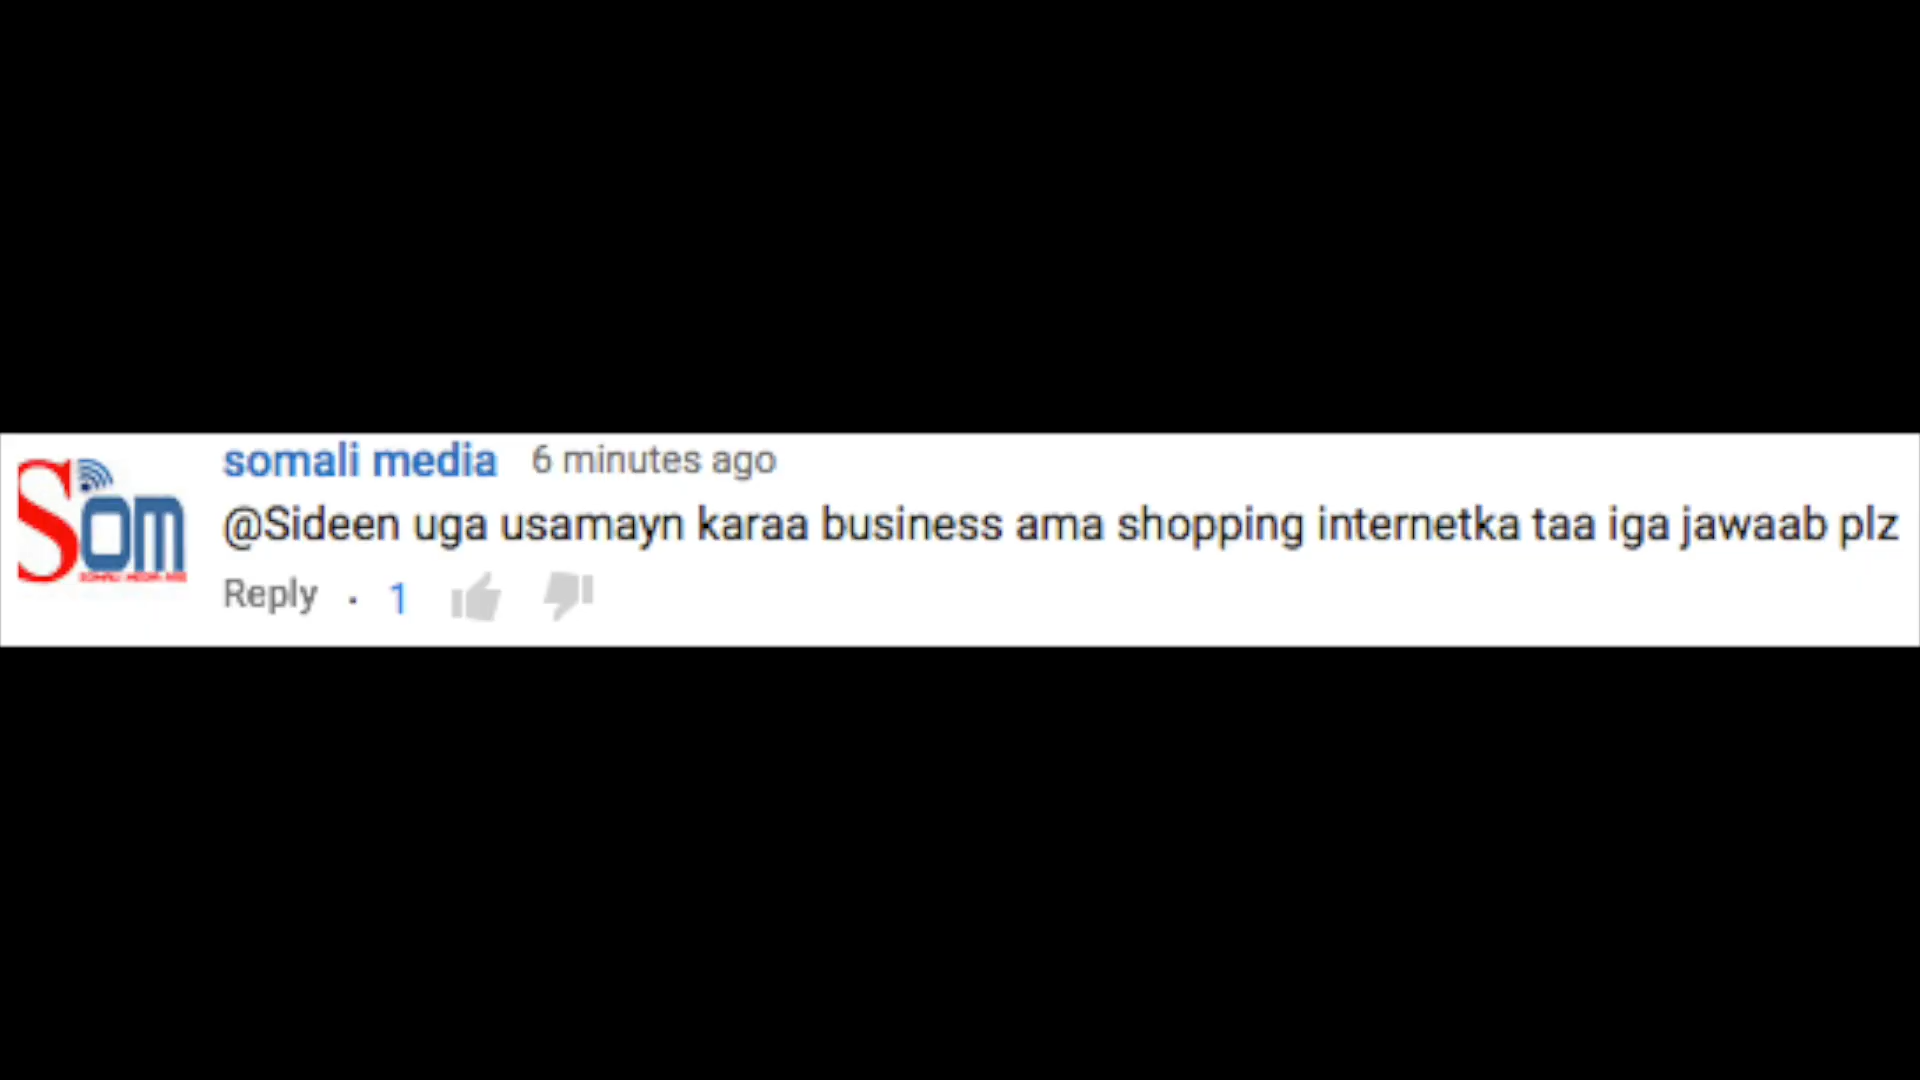 Som
somali media 6 minutes ago
@Sideen uga usamayn karaa business ama shopping internetka taa iga jawaab plz
Reply · 1